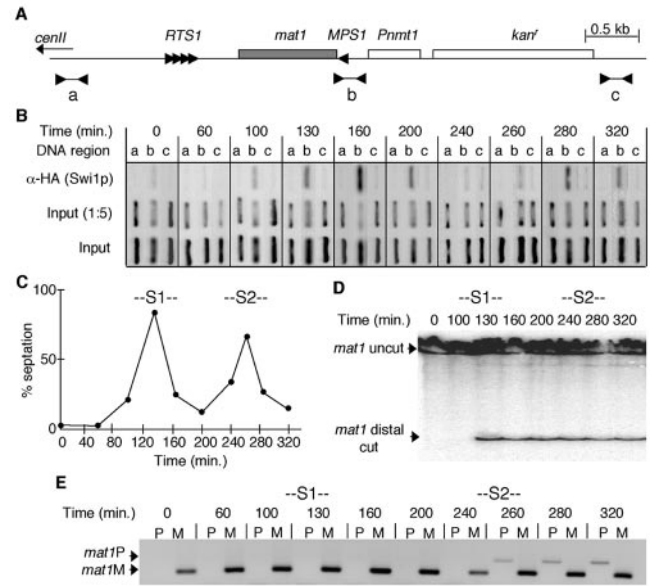 A
cenII
RTS1
mat1
MPS1
Pnmt1
kanr
0.5 kb
a
b
c
B
Time (min.) 0 60 100 130 160 200 240 260 280 320
DNA region a b c a b c a b c a b c a b c a b c a b c a b c a b c a b c
α-HA (Swi1p)
Input (1:5)
Input
C
--S1-- --S2--
100
50
0
% septation
0 40 80 120 160 200 240 280 320
Time (min.)
D
--S1-- --S2--
Time (min.) 0 100 130 160 200 240 280 320
mat1 uncut
mat1 distal
cut
E
--S1-- --S2--
Time (min.) 0 60 100 130 160 200 240 260 280 320
P M P M P M P M P M P M P M P M P M P M
mat1P
mat1M